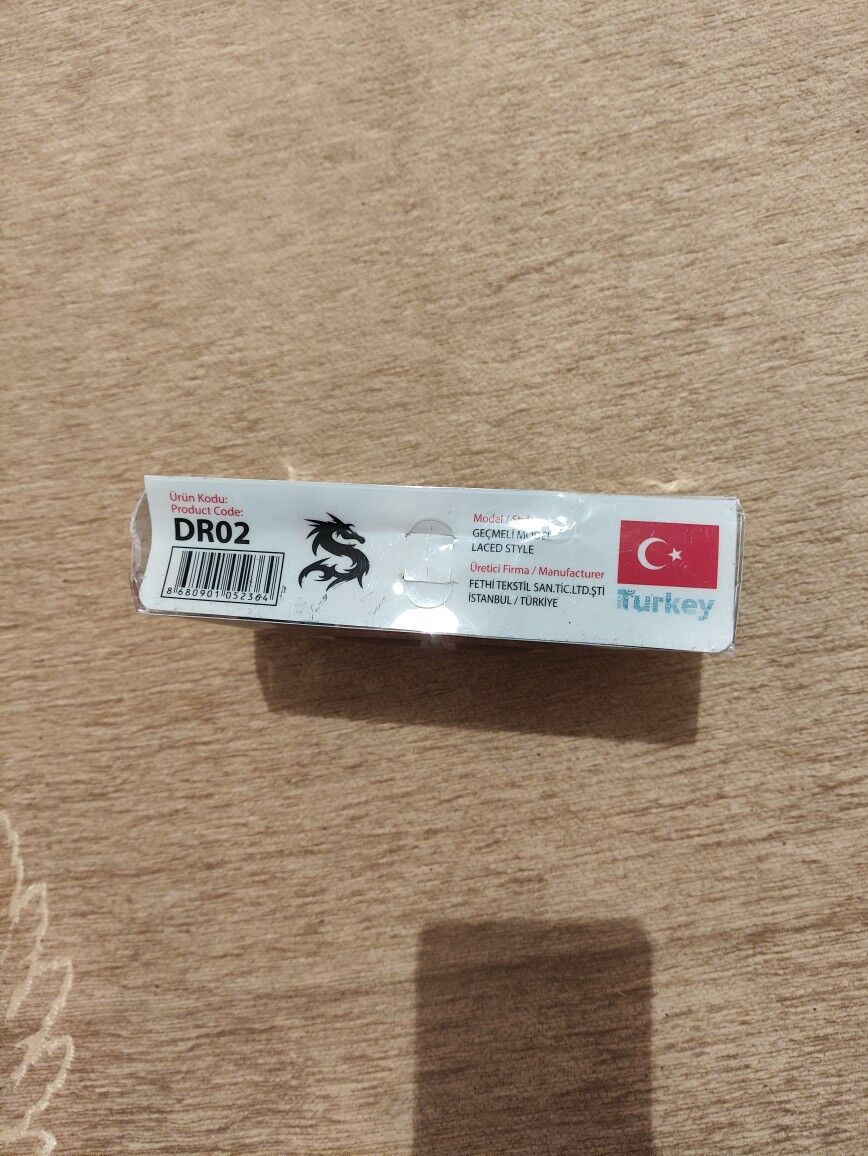 Ürün Kodu:
Product Code:
DR02
8 680901 052364
Model /
GEÇMELİ MODEL
LACED STYLE
Üretici Firma / Manufacturer
FETHİ TEKSTİL SAN.TİC.LTD.ŞTİ
İSTANBUL / TÜRKİYE
Turkey